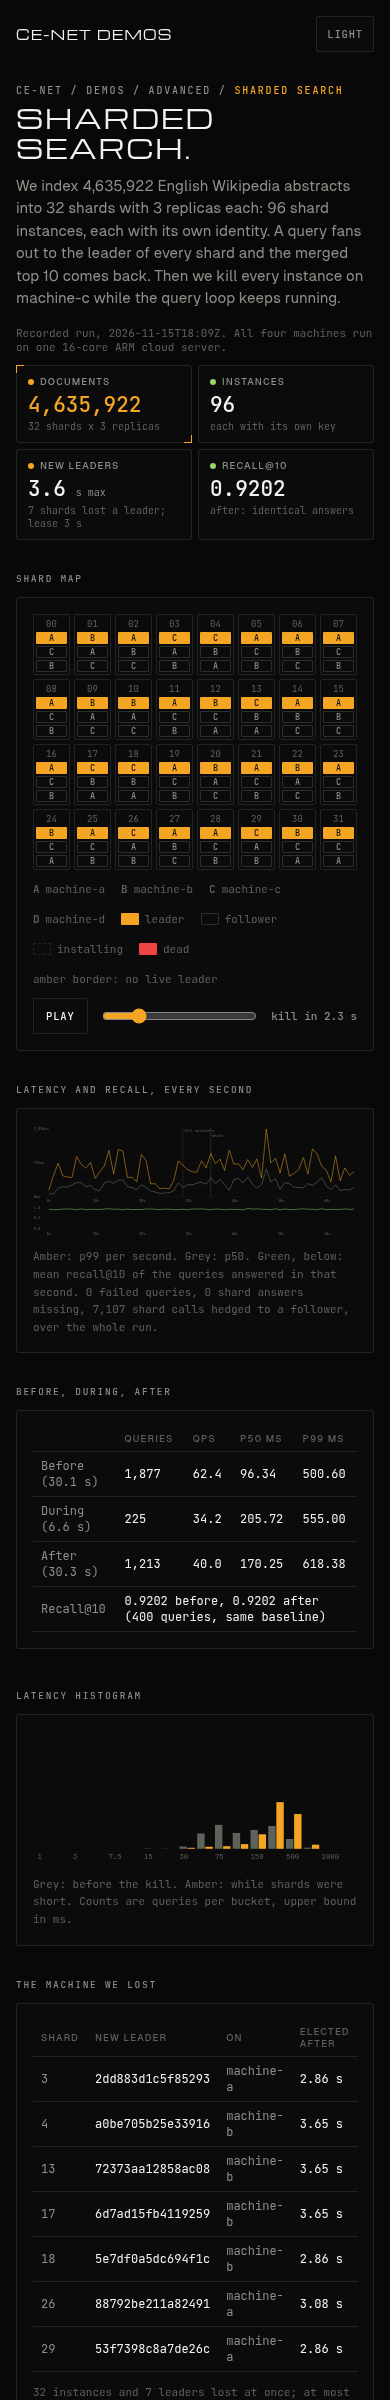 CE-NET DEMOS
LIGHT
CE-NET / DEMOS / ADVANCED / SHARDED SEARCH
SHARDED
SEARCH.
We index 4,635,922 English Wikipedia abstracts
into 32 shards with 3 replicas each: 96 shard
instances, each with its own identity. A query fans
out to the leader of every shard and the merged
top 10 comes back. Then we kill every instance on
machine-c while the query loop keeps running.
Recorded run, 2026-11-15T18:09Z. All four machines run
on one 16-core ARM cloud server.
DOCUMENTS
4,635,922
32 shards x 3 replicas
INSTANCES
96
each with its own key
NEW LEADERS
3.6 s max
7 shards lost a leader;
lease 3 s
RECALL@10
0.9202
after: identical answers
SHARD MAP
00 01 02 03 04 05 06 07
A B A C C A A A
C A B A A C B C
B C C B B B C B
08 09 10 11 12 13 14 15
A B B A B C A A
C A A C C B B B
B C C B A A C C
16 17 18 19 20 21 22 23
A C C A B A B A
C B B C A C A C
B A A B C B C B
24 25 26 27 28 29 30 31
B A C A A C B B
C C A B C A A C
A B B C B B C A
A machine-a B machine-b C machine-c
D machine-d leader follower
installing dead
amber border: no live leader
PLAY
kill in 2.3 s
LATENCY AND RECALL, EVERY SECOND
Amber: p99 per second. Grey: p50. Green, below:
mean recall@10 of the queries answered in that
second. 0 failed queries, 0 shard answers
missing, 7,107 shard calls hedged to a follower,
over the whole run.
BEFORE, DURING, AFTER
QUERIES QPS P50 MS P99 MS
Before (30.1 s) 1,877 62.4 96.34 500.60
During (6.6 s) 225 34.2 205.72 555.00
After (30.3 s) 1,213 40.0 170.25 618.38
Recall@10 0.9202 before, 0.9202 after
(400 queries, same baseline)
LATENCY HISTOGRAM
1 3 7.5 15 30 75 150 500 2000
Grey: before the kill. Amber: while shards were
short. Counts are queries per bucket, upper bound
in ms.
THE MACHINE WE LOST
SHARD NEW LEADER ON ELECTED AFTER
3 2dd883d1c5f85293 machine-a 2.86 s
4 a0be705b25e33916 machine-b 3.65 s
13 72373aa12858ac08 machine-b 3.65 s
17 6d7ad15fb4119259 machine-b 3.65 s
18 5e7df0a5dc694f1c machine-b 2.86 s
26 88792be211a82491 machine-a 3.08 s
29 53f7398c8a7de26c machine-a 2.86 s
32 instances and 7 leaders lost at once; at most